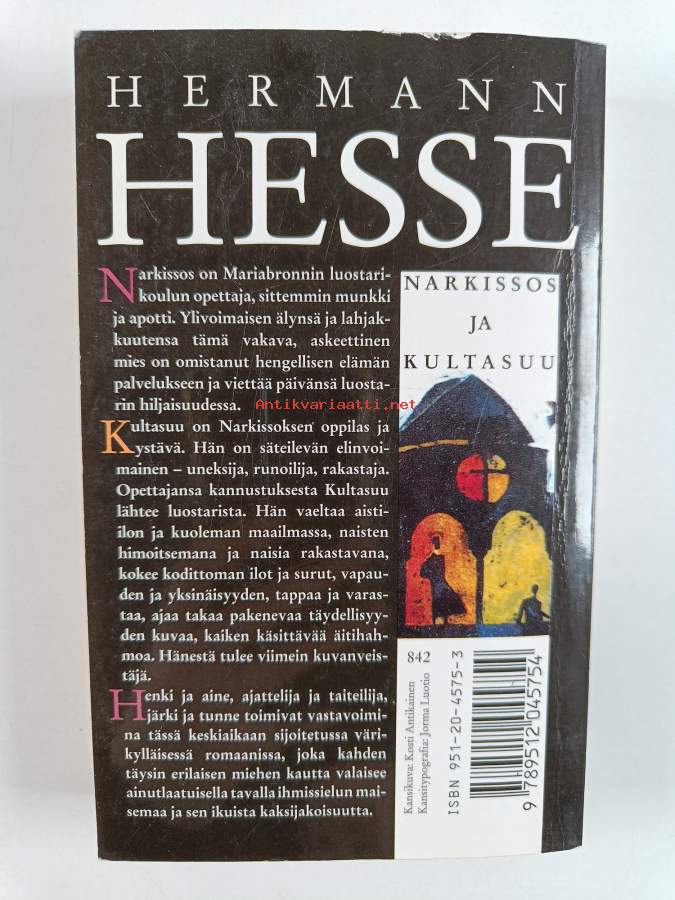 HERMANN
HESSE
Narkissos on Mariabronnin luostari-
koulun opettaja, sittemmin munkki
ja apotti. Ylivoimaisen älynsä ja lahjak-
kuutensa tämä vakava, askeettinen
mies on omistanut hengellisen elämän
palvelukseen ja viettää päivänsä luosta-
rin hiljaisuudessa.
Kultasuu on Narkissoksen oppilas ja
ystävä. Hän on säteilevän elinvoi-
mainen – uneksija, runoilija, rakastaja.
Opettajansa kannustuksesta Kultasuu
lähtee luostarista. Hän vaeltaa aisti-
ilon ja kuoleman maailmassa, naisten
himoitsemana ja naisia rakastavana,
kokee kodittoman ilot ja surut, vapau-
den ja yksinäisyyden, tappaa ja varas-
taa, ajaa takaa pakenevaa täydellisyy-
den kuvaa, kaiken käsittävää äitihah-
moa. Hänestä tulee viimein kuvanveis-
täjä.
Henki ja aine, ajattelija ja taiteilija,
järki ja tunne toimivat vastavoimi-
na tässä keskiaikaan sijoitetussa väri-
kylläisessä romaanissa, joka kahden
täysin erilaisen miehen kautta valaisee
ainutlaatuisella tavalla ihmissielun mai-
semaa ja sen ikuista kaksijakoisuutta.
NARKISSOS
JA
KULTASUU
Antikvariaatti.net
842
Kansikuva: Kosti Antikainen
Kansitypografia: Jorma Luotio
ISBN 951-20-4575-3
9 789512 045754